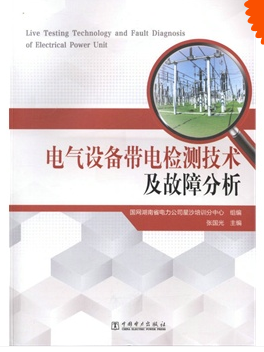 Live Testing Technology and Fault Diagnosis
of Electrical Power Unit
电气设备带电检测技术
及故障分析
国网湖南省电力公司星沙培训分中心 组编
张国光 主编
中国电力出版社